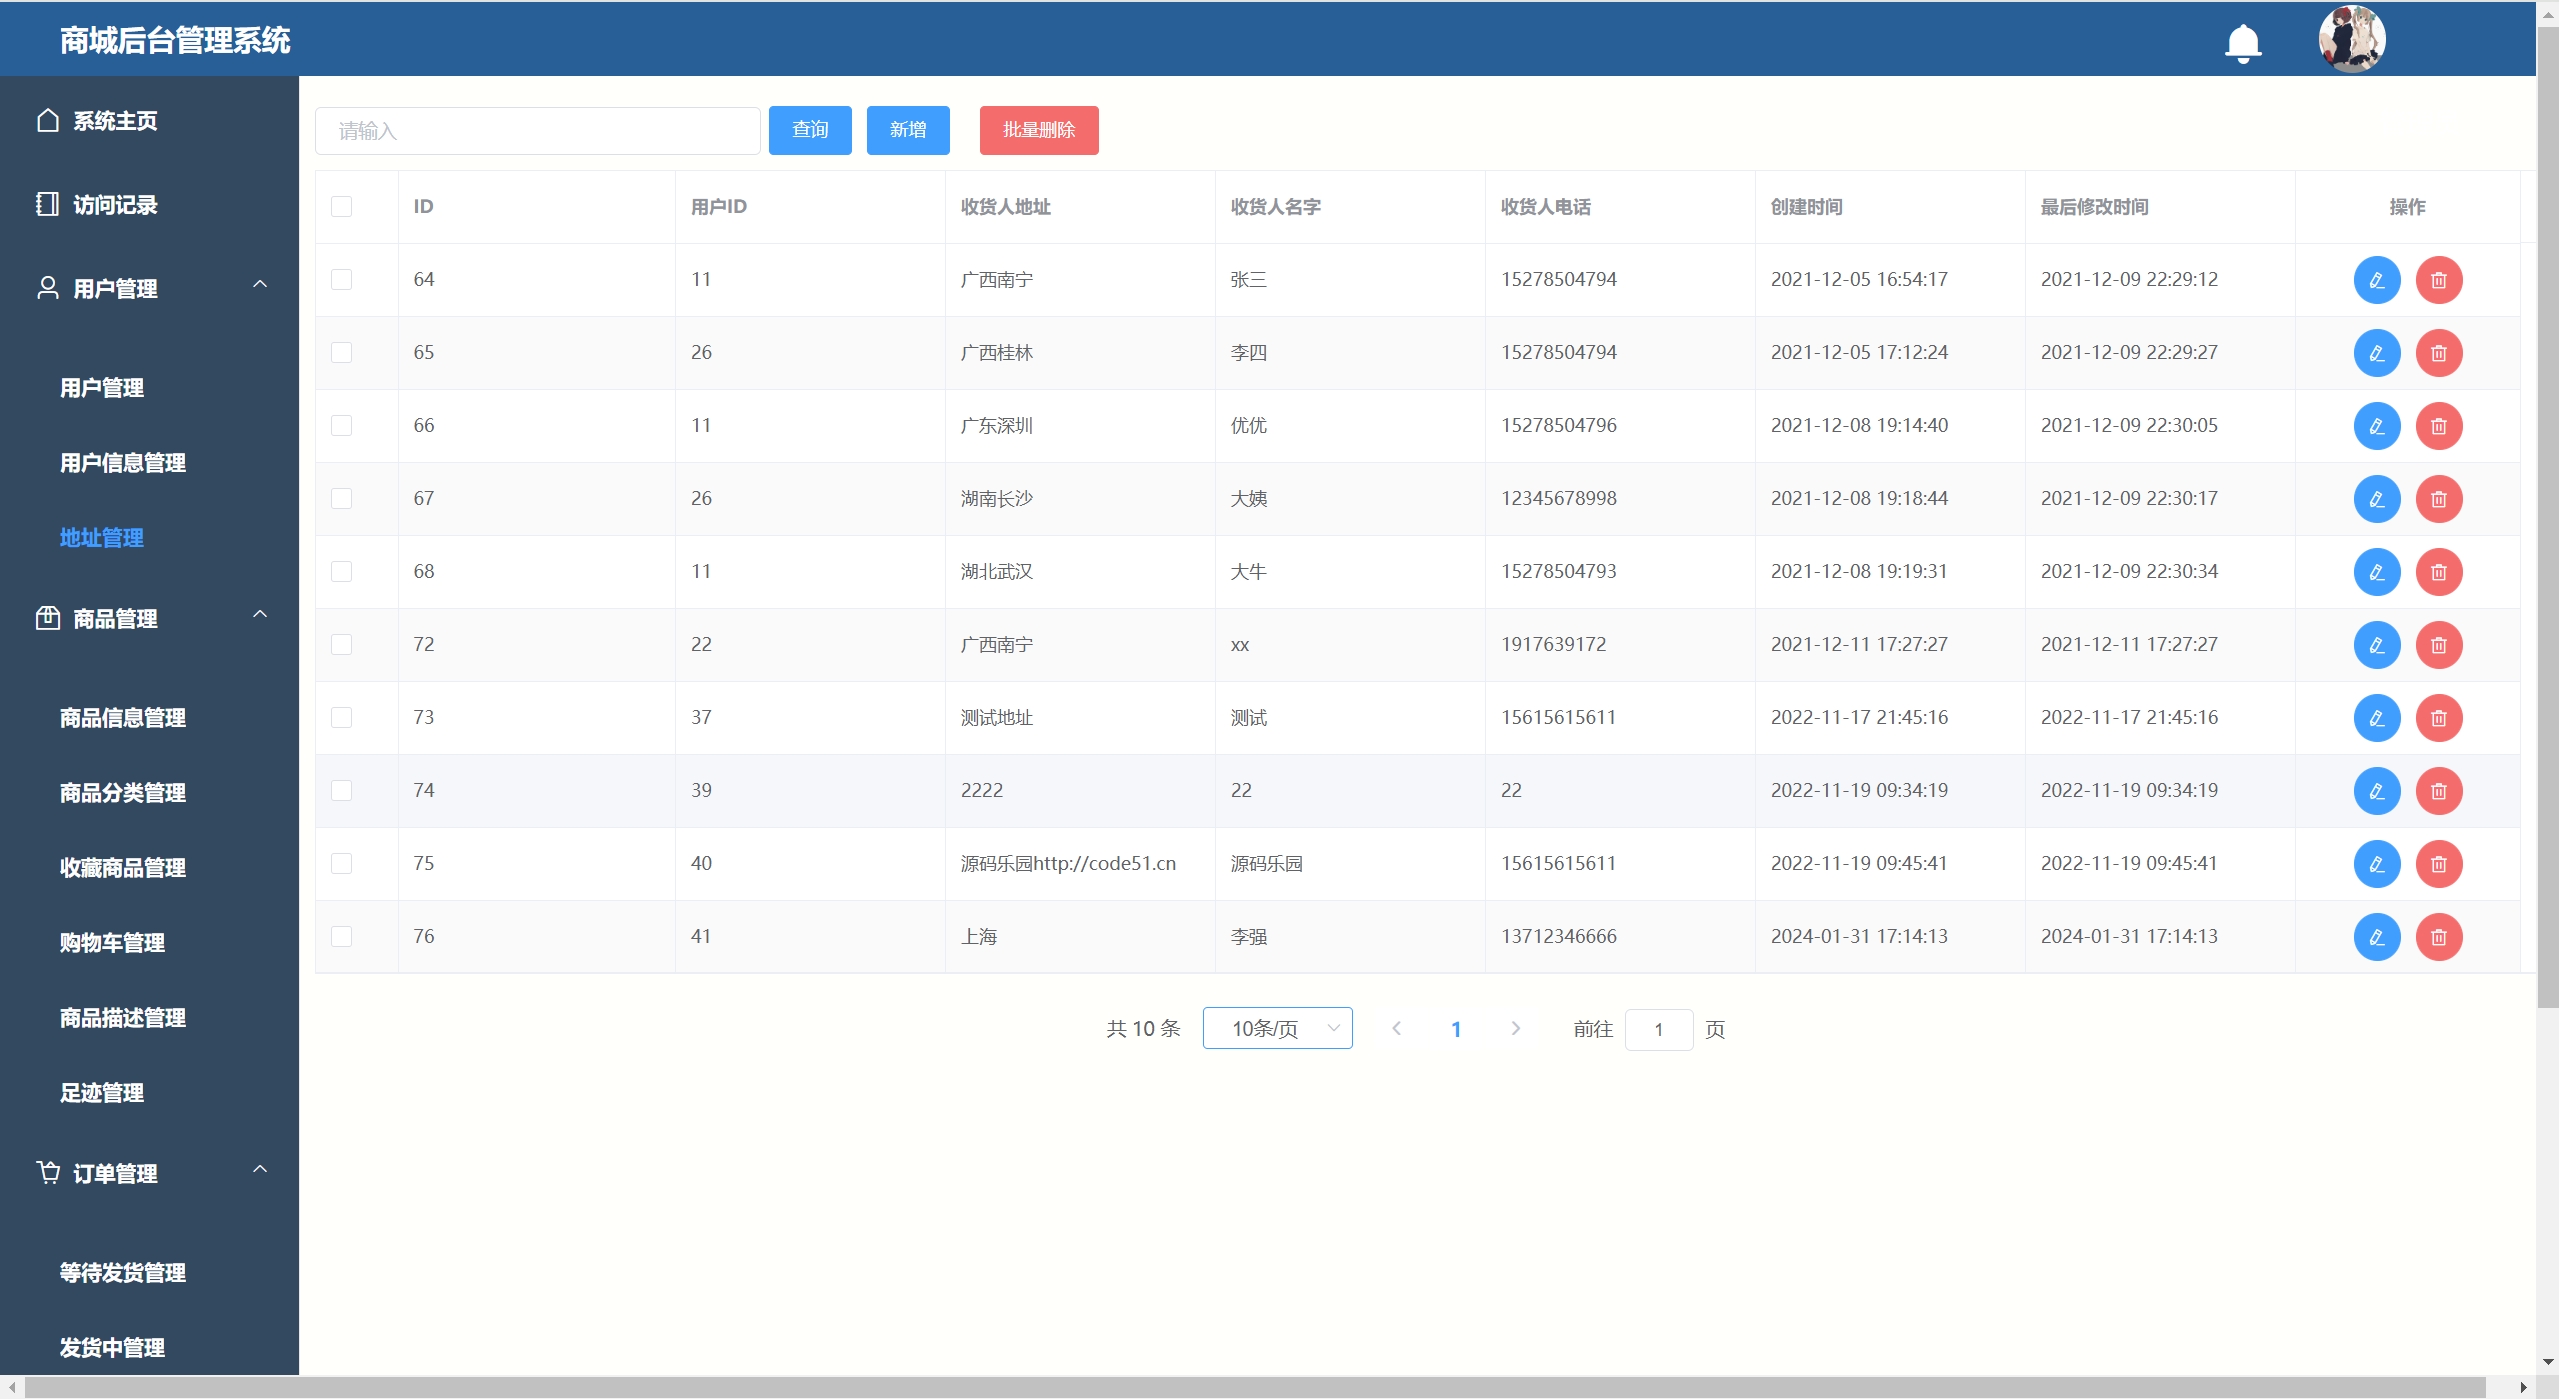 商城后台管理系统
系统主页
访问记录
用户管理
用户管理
用户信息管理
地址管理
商品管理
商品信息管理
商品分类管理
收藏商品管理
购物车管理
商品描述管理
足迹管理
订单管理
等待发货管理
发货中管理
请输入 查询 新增 批量删除
ID 用户ID 收货人地址 收货人名字 收货人电话 创建时间 最后修改时间 操作
64 11 广西南宁 张三 15278504794 2021-12-05 16:54:17 2021-12-09 22:29:12
65 26 广西桂林 李四 15278504794 2021-12-05 17:12:24 2021-12-09 22:29:27
66 11 广东深圳 优优 15278504796 2021-12-08 19:14:40 2021-12-09 22:30:05
67 26 湖南长沙 大姨 12345678998 2021-12-08 19:18:44 2021-12-09 22:30:17
68 11 湖北武汉 大牛 15278504793 2021-12-08 19:19:31 2021-12-09 22:30:34
72 22 广西南宁 xx 1917639172 2021-12-11 17:27:27 2021-12-11 17:27:27
73 37 测试地址 测试 15615615611 2022-11-17 21:45:16 2022-11-17 21:45:16
74 39 2222 22 22 2022-11-19 09:34:19 2022-11-19 09:34:19
75 40 源码乐园http://code51.cn 源码乐园 15615615611 2022-11-19 09:45:41 2022-11-19 09:45:41
76 41 上海 李强 13712346666 2024-01-31 17:14:13 2024-01-31 17:14:13
共 10 条 10条/页 1 前往 1 页